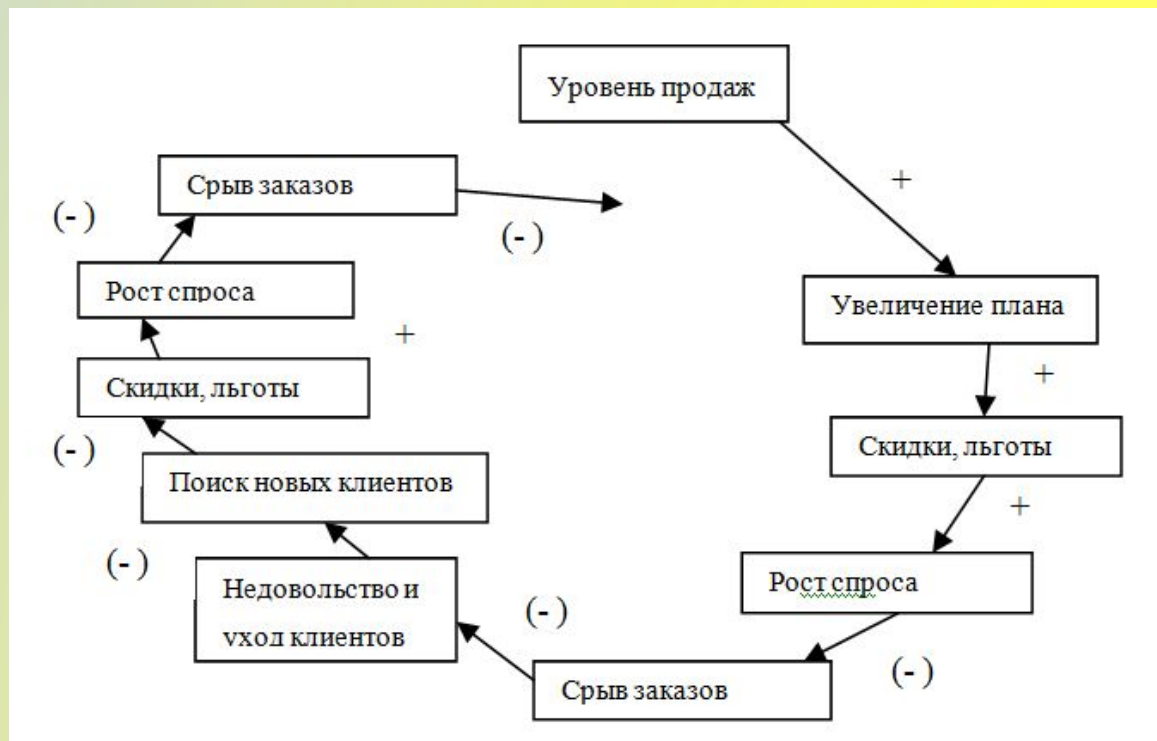 Уровень продаж
+
Увеличение плана
+
Скидки, льготы
+
Рост спроса
(- )
Срыв заказов
(- )
Недовольство и
уход клиентов
(- )
Поиск новых клиентов
(- )
Скидки, льготы
+
Рост спроса
(- )
Срыв заказов
(- )